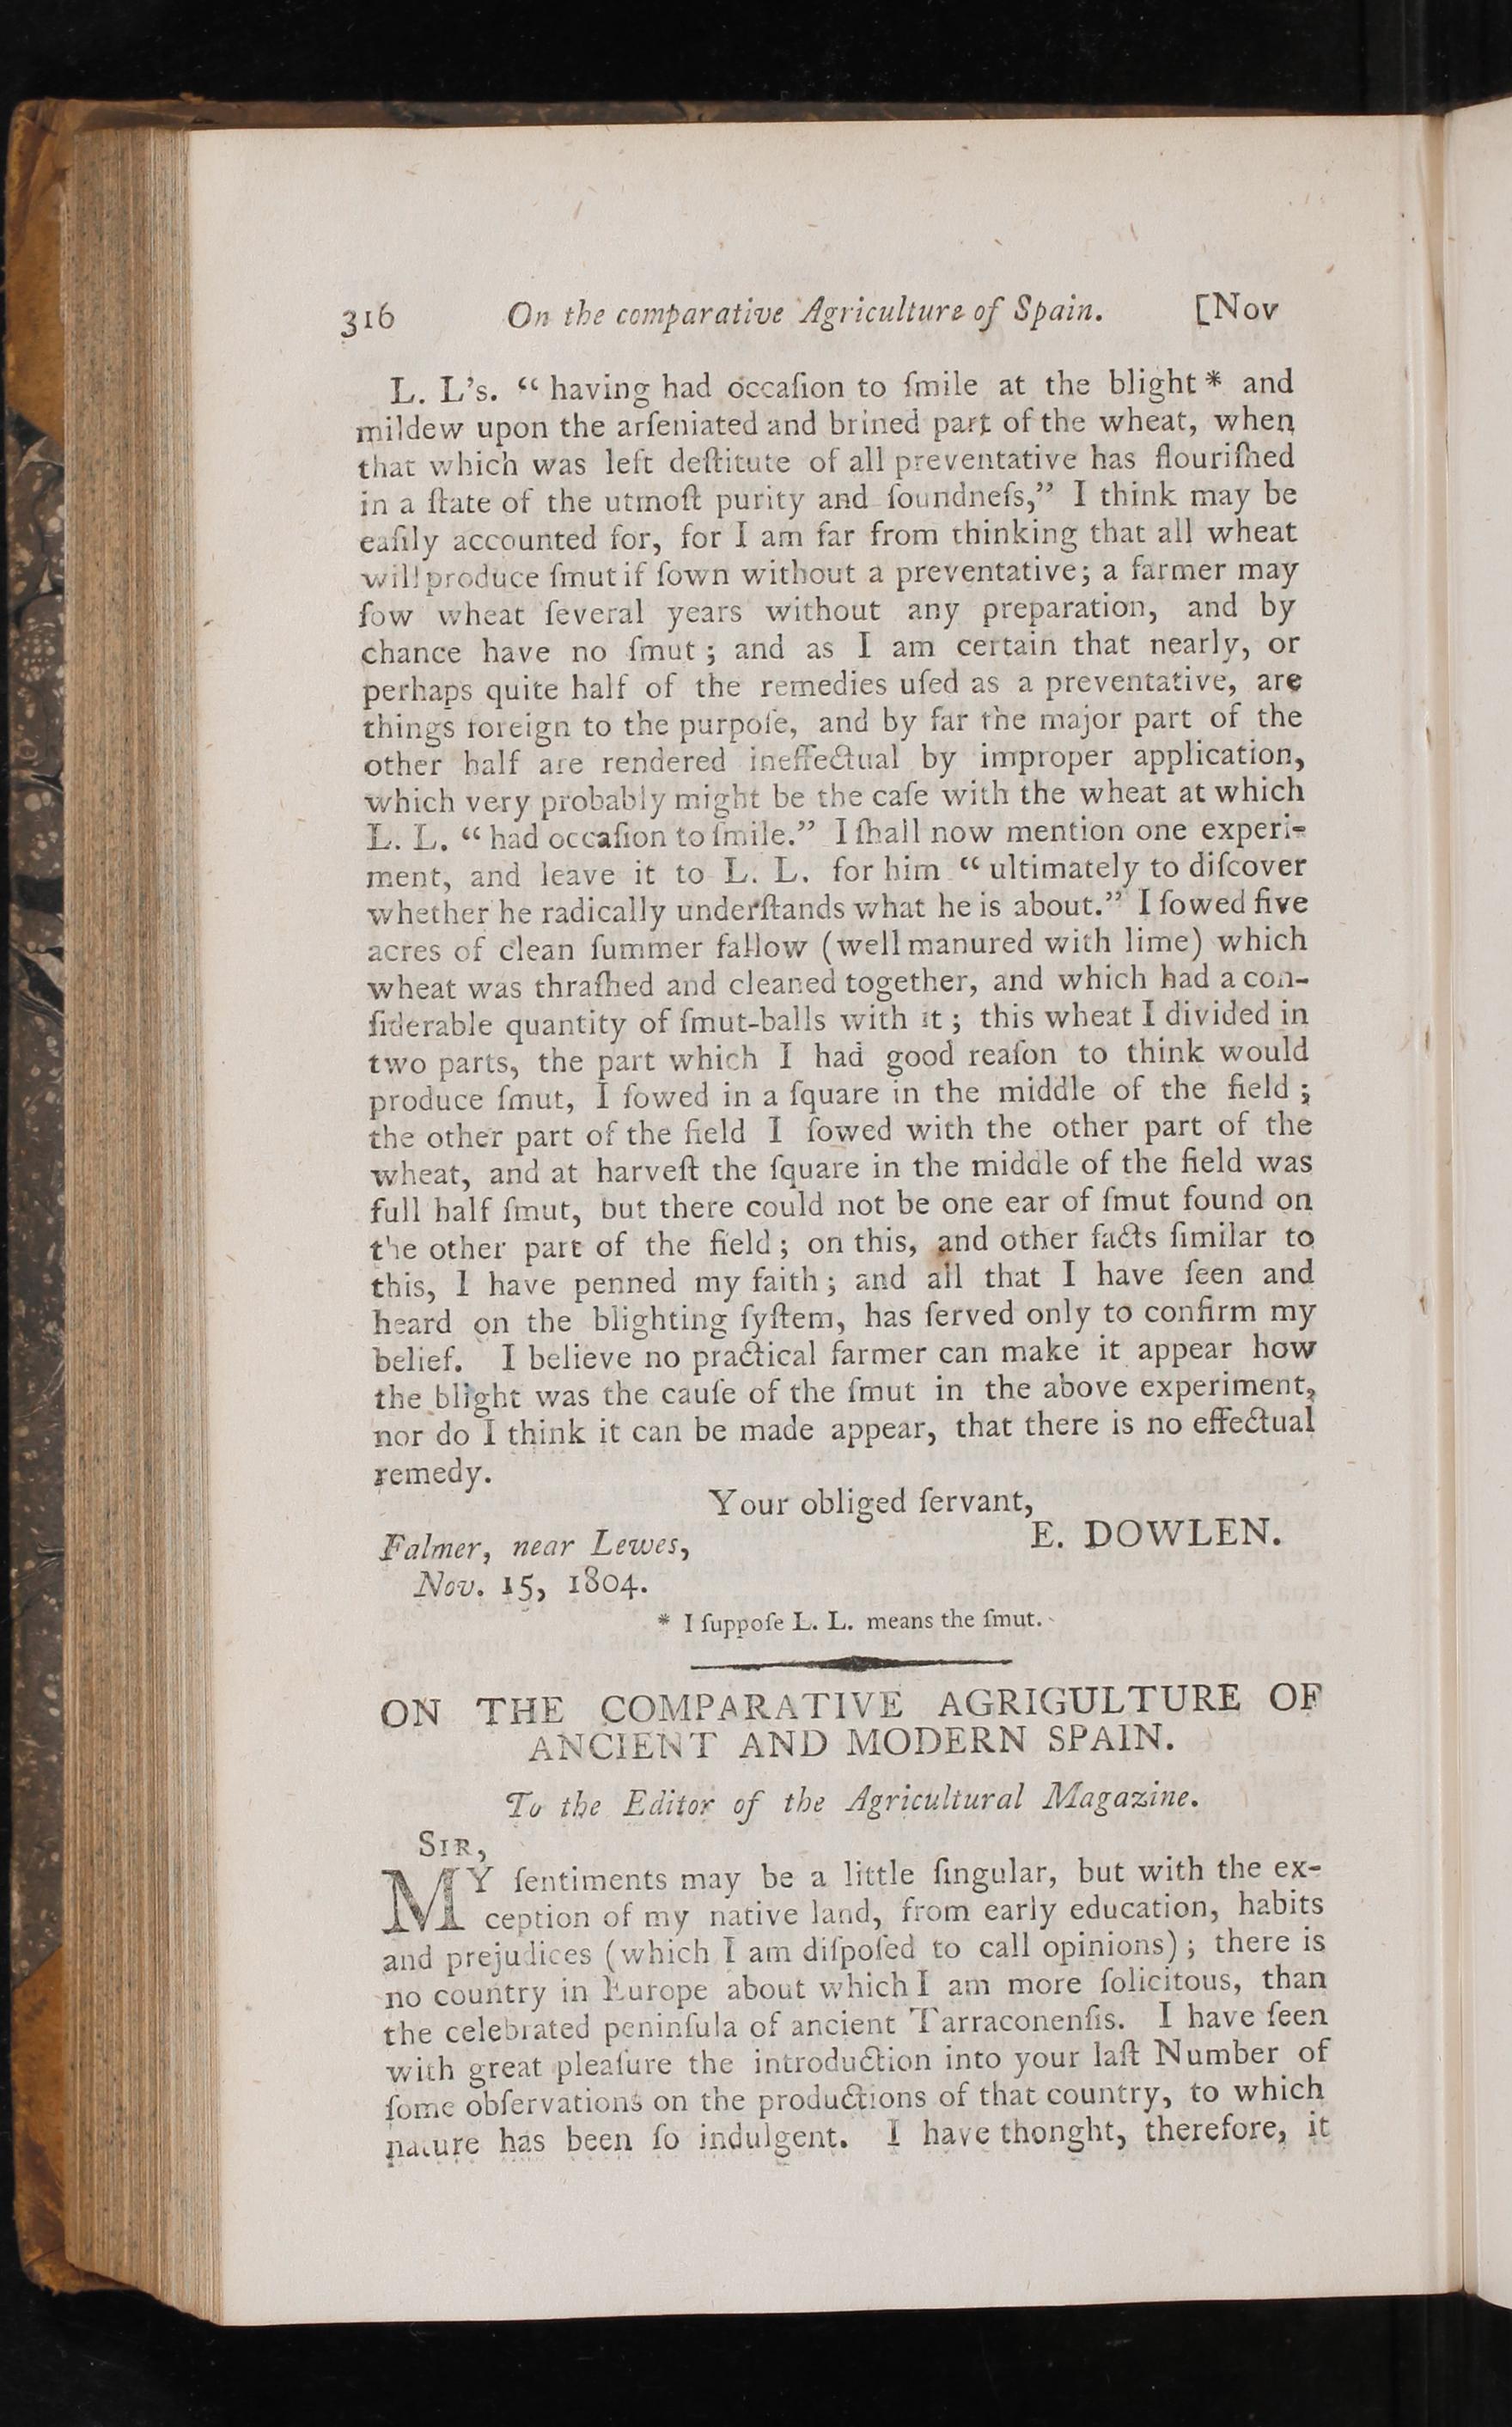 316 On the comparative Agriculture of Spain. [Nov
L. L's. “ having had occaſion to ſmile at the blight * and
mildew upon the arſeniated and brined part of the wheat, when
that which was left deſtitute of all preventative has flouriſhed
in a ſtate of the utmoſt purity and ſoundneſs,” I think may be
eaſily accounted for, for I am far from thinking that all wheat
will produce ſmut if ſown without a preventative; a farmer may
ſow wheat ſeveral years without any preparation, and by
chance have no ſmut ; and as I am certain that nearly, or
perhaps quite half of the remedies uſed as a preventative, are
things foreign to the purpoſe, and by far the major part of the
other half are rendered ineffectual by improper application,
which very probably might be the caſe with the wheat at which
L. L. “ had occaſion to ſmile.” I ſhall now mention one experi-
ment, and leave it to L. L. for him “ ultimately to diſcover
whether he radically underſtands what he is about.” I ſowed five
acres of clean ſummer fallow (well manured with lime) which
wheat was thraſhed and cleaned together, and which had a con-
ſiderable quantity of ſmut-balls with it ; this wheat I divided in
two parts, the part which I had good reaſon to think would
produce ſmut, I ſowed in a ſquare in the middle of the field ;
the other part of the field I ſowed with the other part of the
wheat, and at harveſt the ſquare in the middle of the field was
full half ſmut, but there could not be one ear of ſmut found on
the other part of the field ; on this, and other facts ſimilar to
this, I have penned my faith ; and all that I have ſeen and
heard on the blighting ſyſtem, has ſerved only to confirm my
belief. I believe no practical farmer can make it appear how
the blight was the cauſe of the ſmut in the above experiment,
nor do I think it can be made appear, that there is no effectual
remedy.
Your obliged ſervant,
E. DOWLEN.
Falmer, near Lewes,
Nov. 15, 1804.
* I ſuppoſe L. L. means the ſmut.
ON THE COMPARATIVE AGRIGULTURE OF
ANCIENT AND MODERN SPAIN.
To the Editor of the Agricultural Magazine.
SIR,
MY ſentiments may be a little ſingular, but with the ex-
ception of my native land, from early education, habits
and prejudices (which I am diſpoſed to call opinions) ; there is
no country in Europe about which I am more ſolicitous, than
the celebrated peninſula of ancient Tarraconenſis. I have ſeen
with great pleaſure the introduction into your laſt Number of
ſome obſervations on the productions of that country, to which
nature has been ſo indulgent. I have thonght, therefore, it